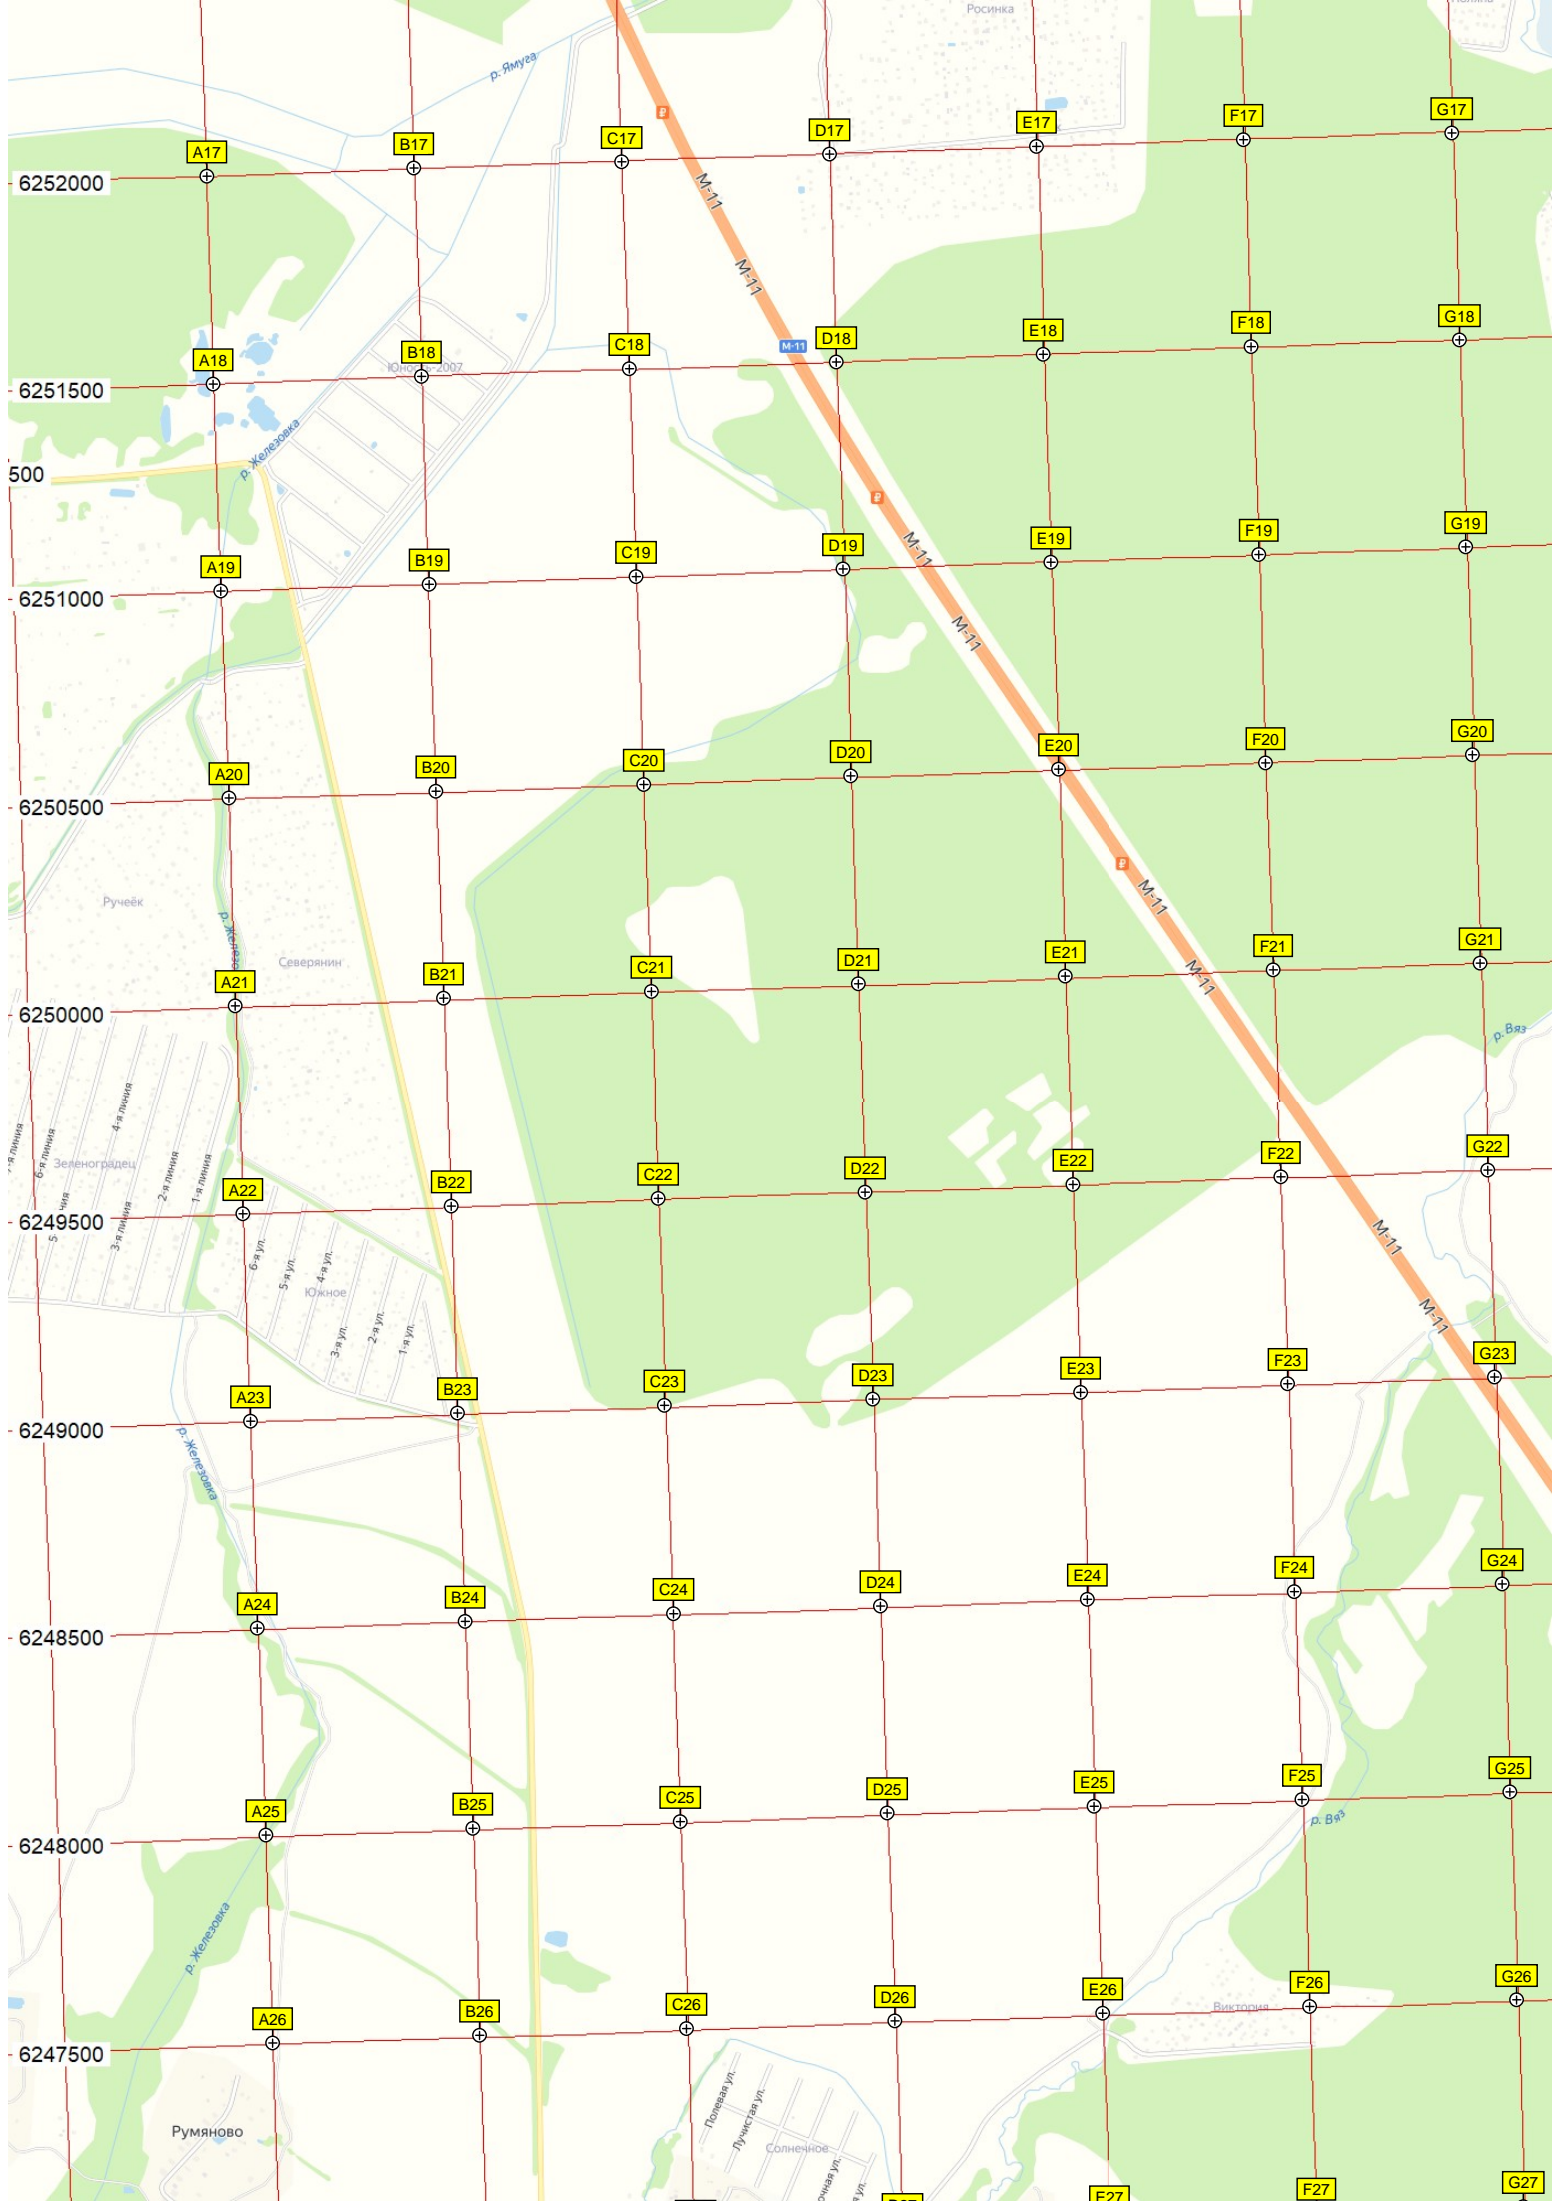 Росинка
р. Ямуга
A17
B17
C17
D17
E17
F17
G17
6252000
М-11
М-11
М-11
A18
B18
C18
D18
E18
F18
G18
Юность-2007
6251500
р. Железовка
500
A19
B19
C19
D19
E19
F19
G19
М-11
6251000
М-11
A20
B20
C20
D20
E20
F20
G20
6250500
М-11
Ручеёк
Северянин
A21
B21
C21
D21
E21
F21
G21
М-11
6250000
р. Вяз
4-я линия
6-я линия
2-я линия
1-я линия
3-я линия
Зеленоградец
A22
B22
C22
D22
E22
F22
G22
6249500
М-11
6-я ул.
5-я ул.
4-я ул.
Южное
3-я ул.
2-я ул.
1-я ул.
М-11
A23
B23
C23
D23
E23
F23
G23
6249000
р. Железовка
A24
B24
C24
D24
E24
F24
G24
6248500
A25
B25
C25
D25
E25
F25
G25
р. Вяз
6248000
р. Железовка
A26
B26
C26
D26
E26
F26
G26
Виктория
6247500
Полевая ул.
Лучистая ул.
Румяново
Солнечное
E27
F27
G27